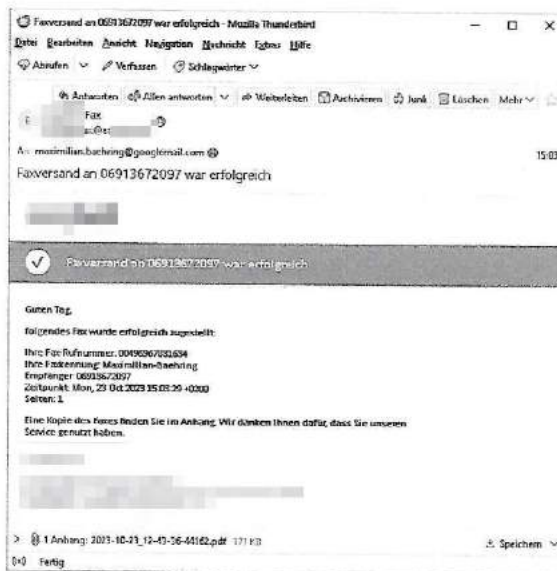 Faxversand an 06913672097 war erfolgreich - Mozilla Thunderbird
Datei Bearbeiten Ansicht Navigation Nachricht Extras Hilfe
Abrufen Verfassen Schlagwörter
Antworten Allen antworten Weiterleiten Archivieren Junk Löschen Mehr
Fax
An: maximilian.baehring@googlemail.com
15:03
Faxversand an 06913672097 war erfolgreich
Faxversand an 06913672097 war erfolgreich
Guten Tag,
folgendes Fax wurde erfolgreich zugestellt:
Ihre Fax Rufnummer: 00496967831634
Ihre Faxkennung: Maximilian-Baehring
Empfänger: 06913672097
Zeitpunkt: Mon, 23 Oct 2023 15:03:29 +0200
Seiten: 1
Eine Kopie des Faxes finden Sie im Anhang. Wir danken Ihnen dafür, dass Sie unseren
Service genutzt haben.
1 Anhang: 2023-10-23_12-43-36-44162.pdf 171 KB
Speichern
Fertig